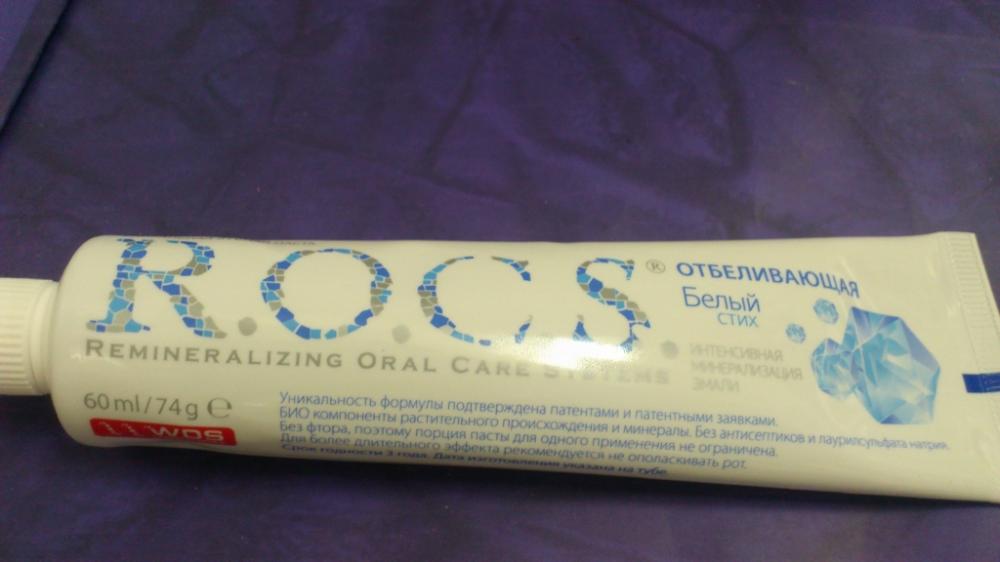 R.O.C.S.®
REMINERALIZING ORAL CARE SYSTEMS
ОТБЕЛИВАЮЩАЯ
Белый
СТИХ
ИНТЕНСИВНАЯ
МИНЕРАЛИЗАЦИЯ
ЭМАЛИ
60 ml/74g ℮
WDS
Уникальность формулы подтверждена патентами и патентными заявками.
БИО компоненты растительного происхождения и минералы. Без антисептиков и лаурилсульфата натрия.
Без фтора, поэтому порция пасты для одного применения не ограничена.
Для более длительного эффекта рекомендуется не ополаскивать рот.
Срок годности 3 года. Дата изготовления указана на тубе.